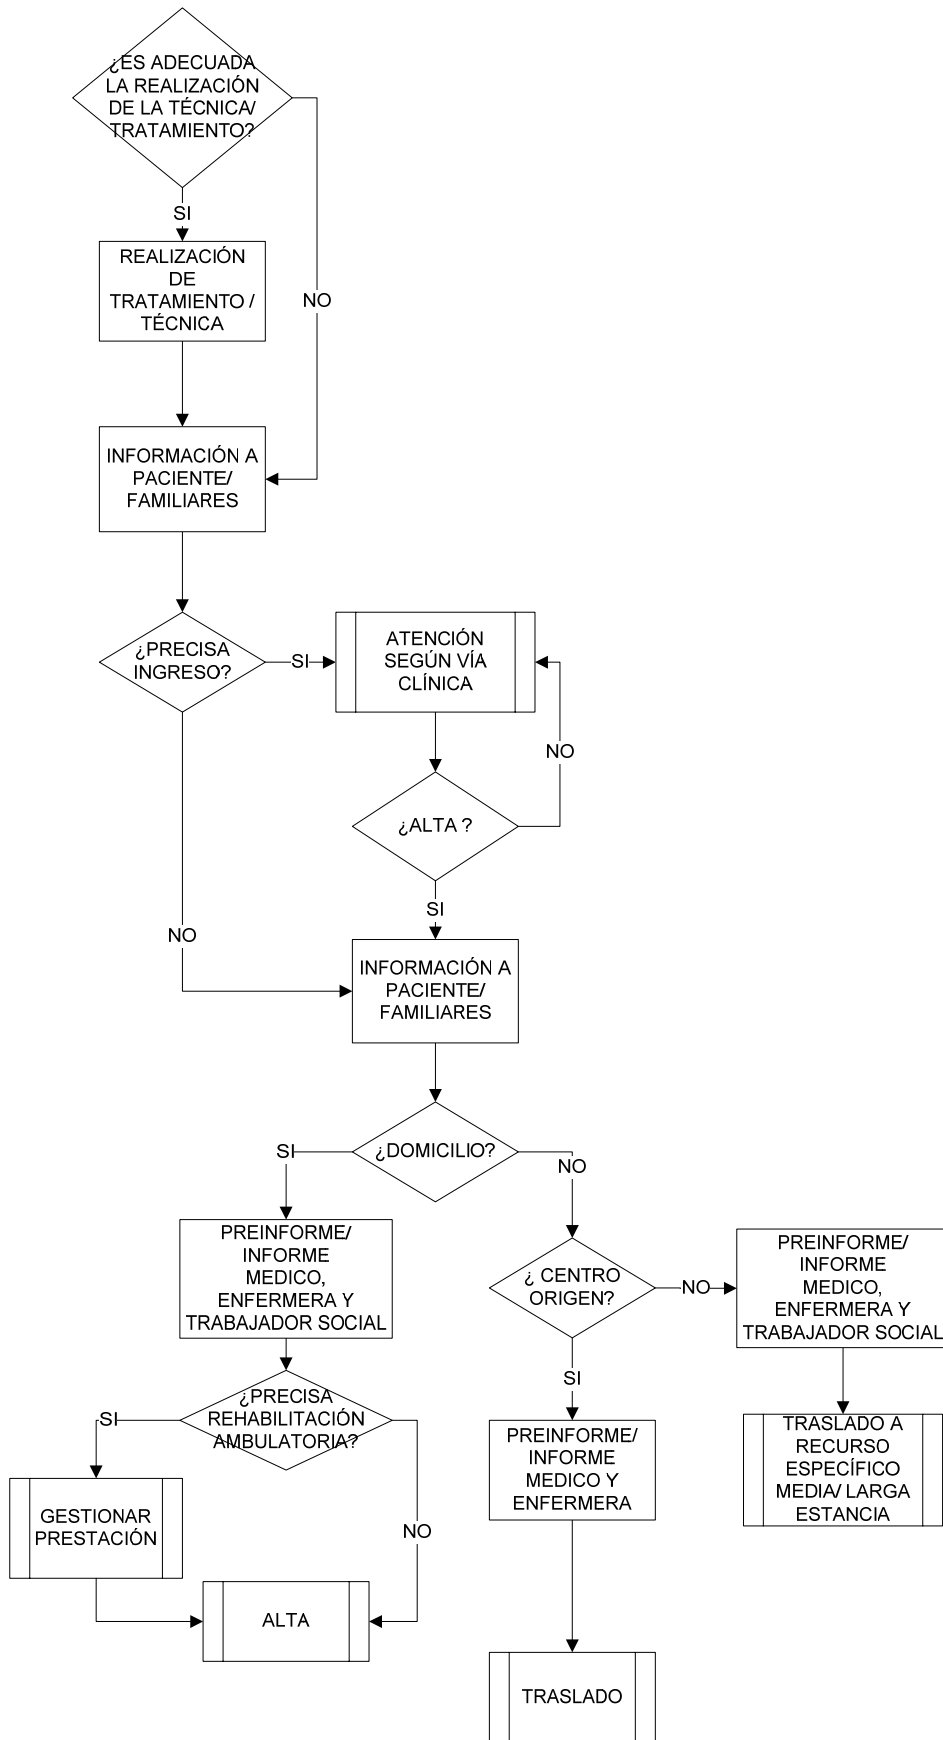 ¿ES ADECUADA
LA REALIZACIÓN
DE LA TÉCNICA/
TRATAMIENTO?
SI
NO
REALIZACIÓN
DE
TRATAMIENTO /
TÉCNICA
INFORMACIÓN A
PACIENTE/
FAMILIARES
¿PRECISA
INGRESO?
SI
ATENCIÓN
SEGÚN VÍA
CLÍNICA
NO
¿ALTA ?
SI
NO
INFORMACIÓN A
PACIENTE/
FAMILIARES
¿DOMICILIO?
SI
NO
PREINFORME/
INFORME
MEDICO,
ENFERMERA Y
TRABAJADOR SOCIAL
¿ CENTRO
ORIGEN?
NO
PREINFORME/
INFORME
MEDICO,
ENFERMERA Y
TRABAJADOR SOCIAL
SI
¿PRECISA
REHABILITACIÓN
AMBULATORIA?
SI
NO
PREINFORME/
INFORME
MEDICO Y
ENFERMERA
TRASLADO A
RECURSO
ESPECÍFICO
MEDIA/ LARGA
ESTANCIA
GESTIONAR
PRESTACIÓN
ALTA
TRASLADO